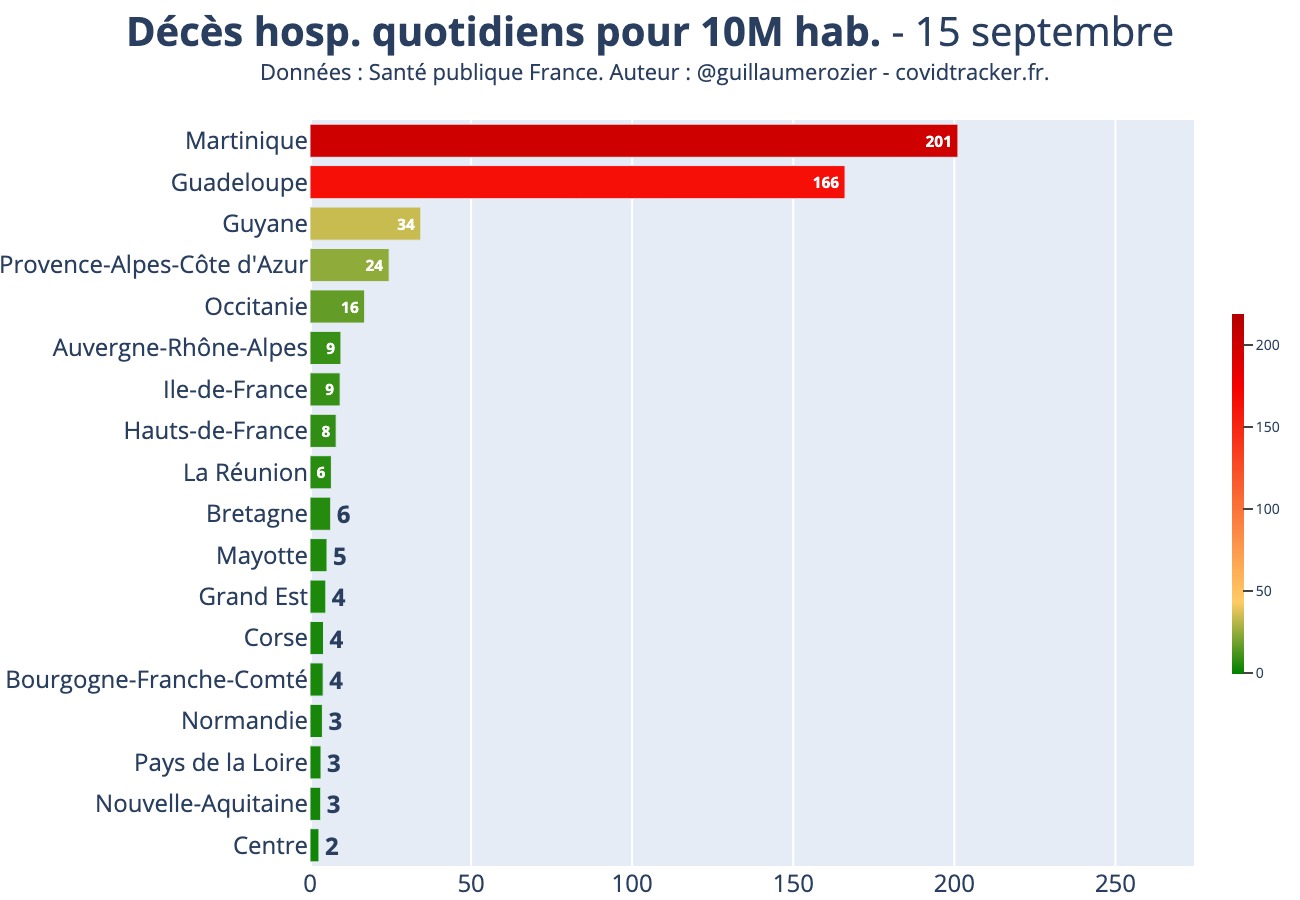 Décès hosp. quotidiens pour 10M hab. - 15 septembre
Données : Santé publique France. Auteur : @guillaumerozier - covidtracker.fr.
Martinique 201
Guadeloupe 166
Guyane 34
Provence-Alpes-Côte d'Azur 24
Occitanie 16
Auvergne-Rhône-Alpes 9
Ile-de-France 9
Hauts-de-France 8
La Réunion 6
Bretagne 6
Mayotte 5
Grand Est 4
Corse 4
Bourgogne-Franche-Comté 4
Normandie 3
Pays de la Loire 3
Nouvelle-Aquitaine 3
Centre 2
0 50 100 150 200 250
200
150
100
50
0